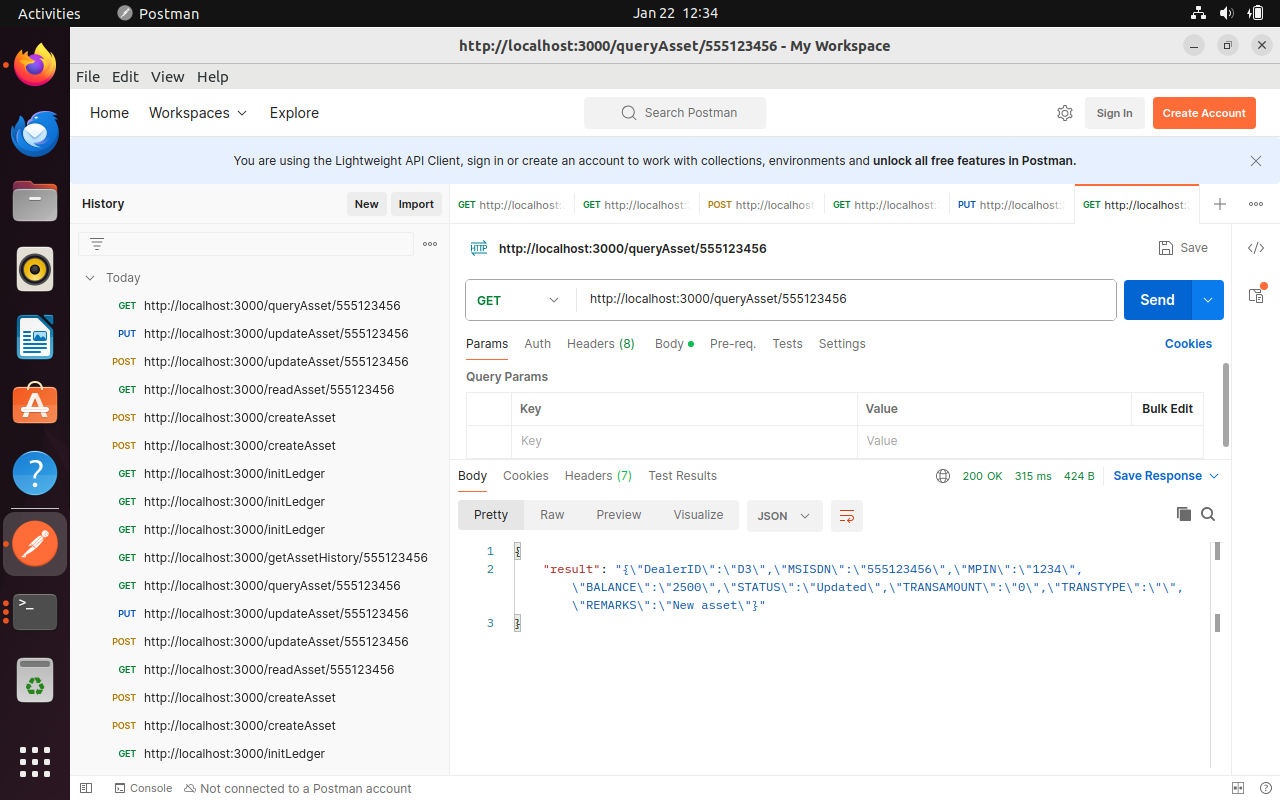 Activities
Postman
Jan 22 12:34
http://localhost:3000/queryAsset/555123456 - My Workspace
File Edit View Help
Home Workspaces Explore
Search Postman
Sign In
Create Account
You are using the Lightweight API Client, sign in or create an account to work with collections, environments and unlock all free features in Postman.
History
New
Import
GET http://localhost:
GET http://localhost:
POST http://localhost
GET http://localhost:
PUT http://localhost:
GET http://localhost:
Today
GET http://localhost:3000/queryAsset/555123456
PUT http://localhost:3000/updateAsset/555123456
POST http://localhost:3000/updateAsset/555123456
GET http://localhost:3000/readAsset/555123456
POST http://localhost:3000/createAsset
POST http://localhost:3000/createAsset
GET http://localhost:3000/initLedger
GET http://localhost:3000/initLedger
GET http://localhost:3000/initLedger
GET http://localhost:3000/getAssetHistory/555123456
GET http://localhost:3000/queryAsset/555123456
PUT http://localhost:3000/updateAsset/555123456
POST http://localhost:3000/updateAsset/555123456
GET http://localhost:3000/readAsset/555123456
POST http://localhost:3000/createAsset
POST http://localhost:3000/createAsset
GET http://localhost:3000/initLedger
HTTP http://localhost:3000/queryAsset/555123456
Save
GET http://localhost:3000/queryAsset/555123456
Send
Params Auth Headers (8) Body Pre-req. Tests Settings
Cookies
Query Params
Key Value Bulk Edit
Key Value
Body Cookies Headers (7) Test Results
200 OK 315 ms 424 B Save Response
Pretty Raw Preview Visualize JSON
1 {
2 "result": "{\"DealerID\":\"D3\",\"MSISDN\":\"555123456\",\"MPIN\":\"1234\",
\"BALANCE\":\"2500\",\"STATUS\":\"Updated\",\"TRANSAMOUNT\":\"0\",\"TRANSTYPE\":\"\",
\"REMARKS\":\"New asset\"}"
3 }
Console
Not connected to a Postman account